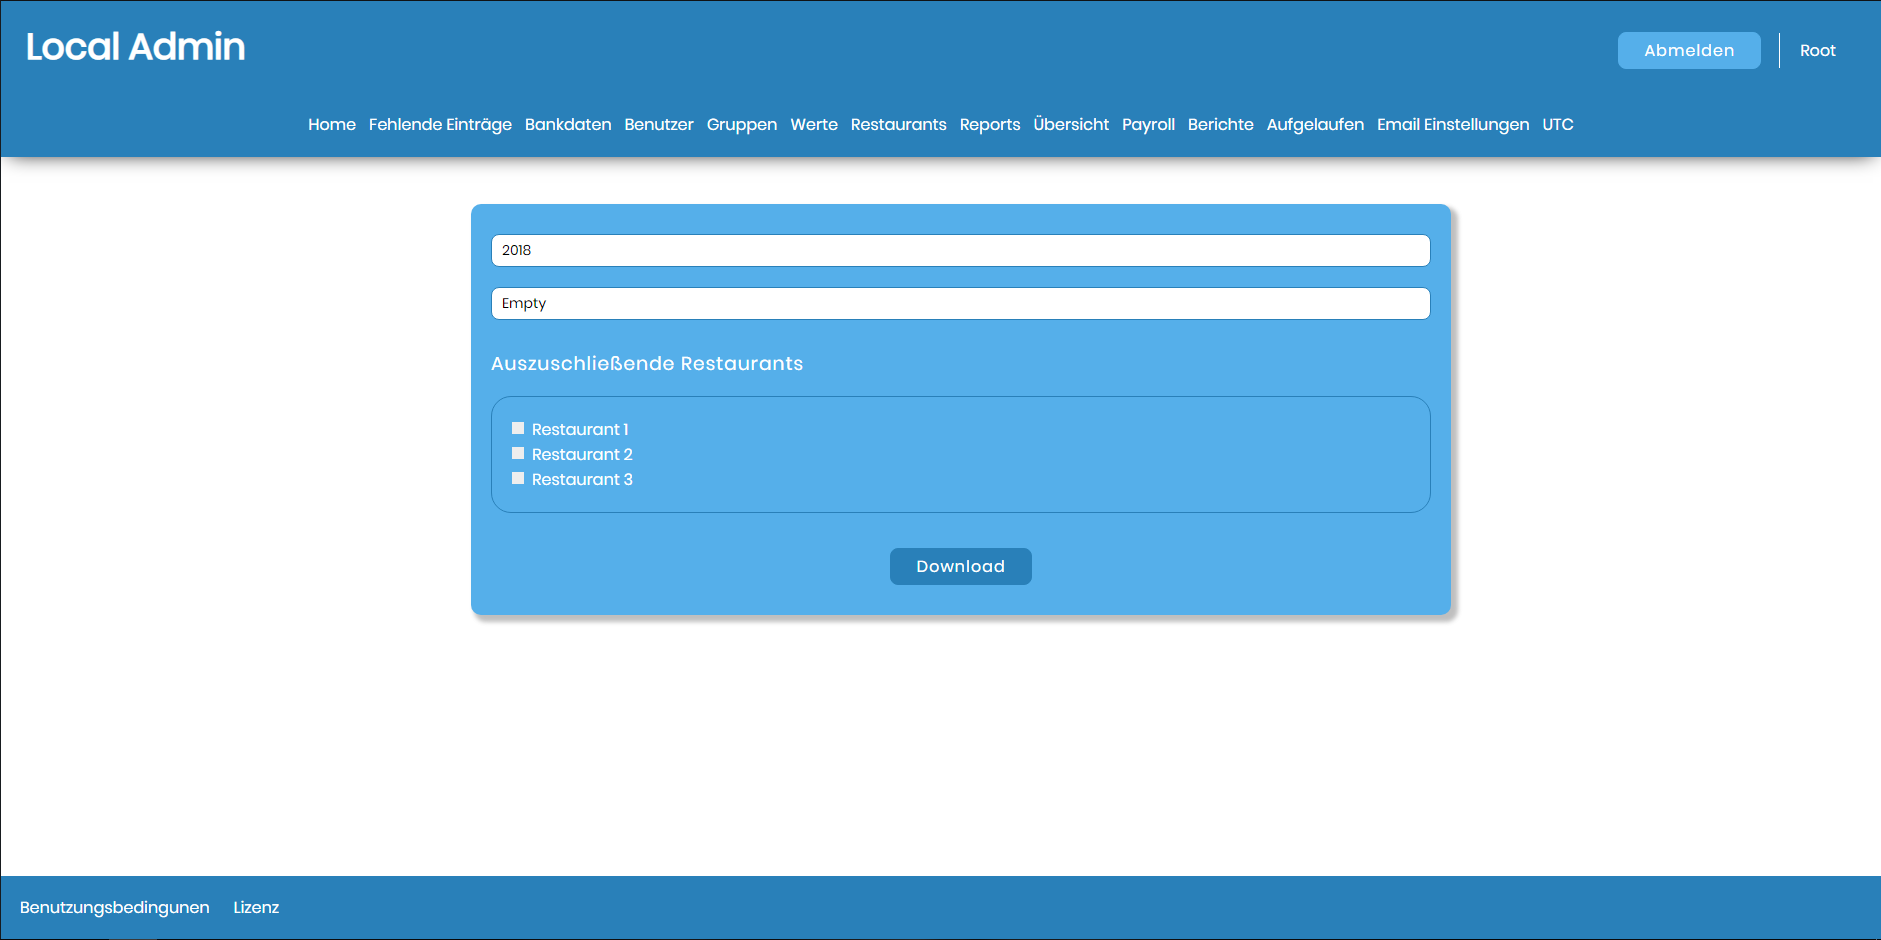 Local Admin
Abmelden
Root
Home Fehlende Einträge Bankdaten Benutzer Gruppen Werte Restaurants Reports Übersicht Payroll Berichte Aufgelaufen Email Einstellungen UTC
2018
Empty
Auszuschließende Restaurants
Restaurant 1
Restaurant 2
Restaurant 3
Download
Benutzungsbedingunen Lizenz